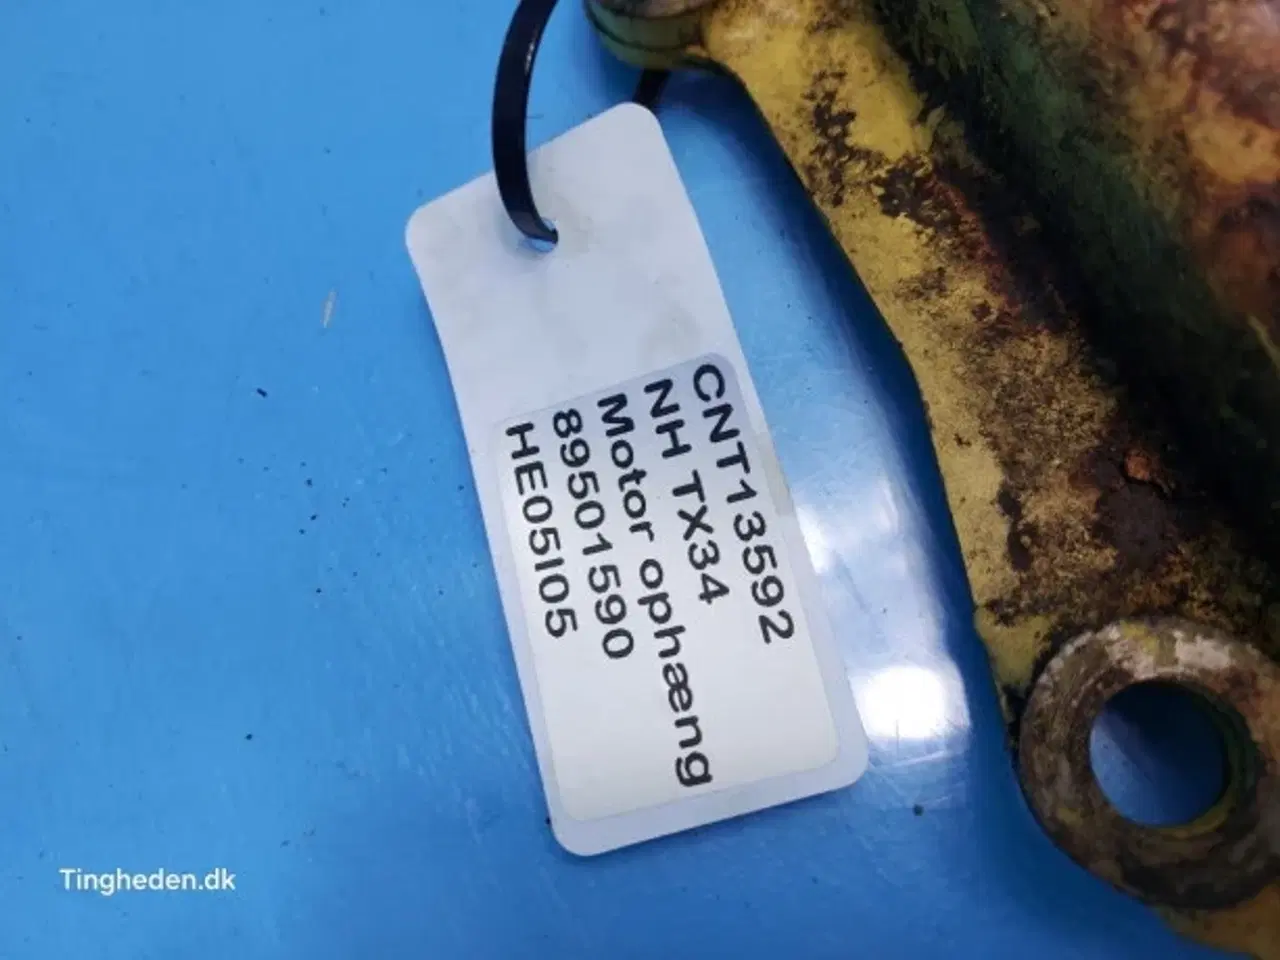 CNT13592
NH TX34
Motor ophæng
89501590
HE05I05
Tingheden.dk